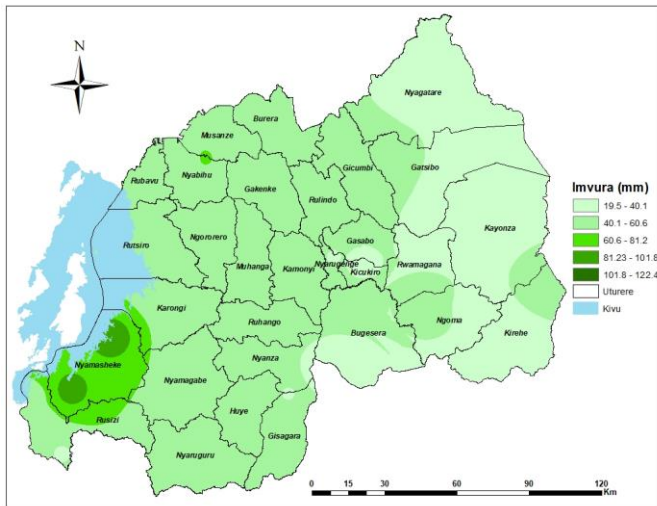 N
Nyagatare
Burera
Musanze
Gicumbi
Gatsibo
Rubavu
Nyabihu
Gakenke
Rulindo
Kayonza
Rutsiro
Ngororero
Gasabo
Muhanga
Kamonyi
Nyarugenge
Kicukiro
Rwamagana
Karongi
Ruhango
Bugesera
Ngoma
Kirehe
Nyamasheke
Nyanza
Nyamagabe
Rusizi
Huye
Gisagara
Nyaruguru
Imvura (mm)
19.5 - 40.1
40.1 - 60.6
60.6 - 81.2
81.23 - 101.8
101.8 - 122.4
Uturere
Kivu
0 15 30 60 90 120
Km